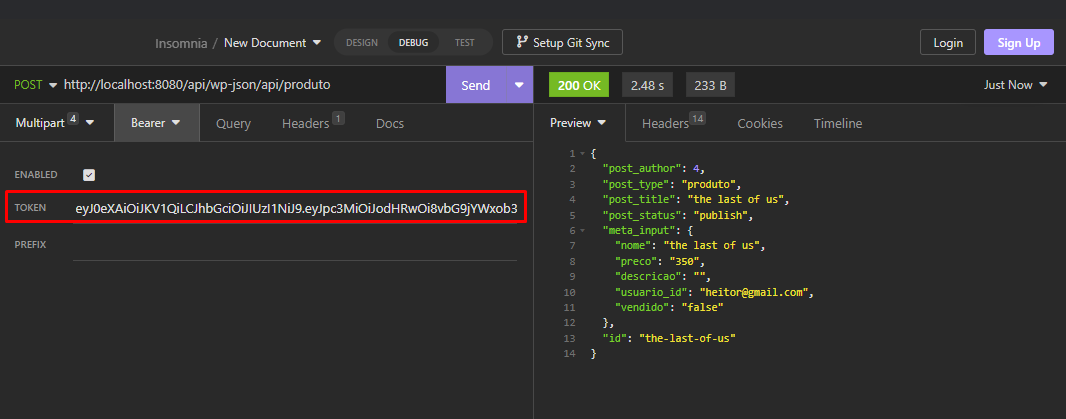 Insomnia / New Document DESIGN DEBUG TEST Setup Git Sync Login Sign Up
POST http://localhost:8080/api/wp-json/api/produto Send 200 OK 2.48 s 233 B Just Now
Multipart 4 Bearer Query Headers 1 Docs
ENABLED
TOKEN eyJ0eXAiOiJKV1QiLCJhbGciOiJIUzI1NiJ9.eyJpc3MiOiJodHRwOi8vbG9jYWxob3
PREFIX
Preview Headers 14 Cookies Timeline
1 {
2 "post_author": 4,
3 "post_type": "produto",
4 "post_title": "the last of us",
5 "post_status": "publish",
6 "meta_input": {
7 "nome": "the last of us",
8 "preco": "350",
9 "descricao": "",
10 "usuario_id": "heitor@gmail.com",
11 "vendido": "false"
12 },
13 "id": "the-last-of-us"
14 }